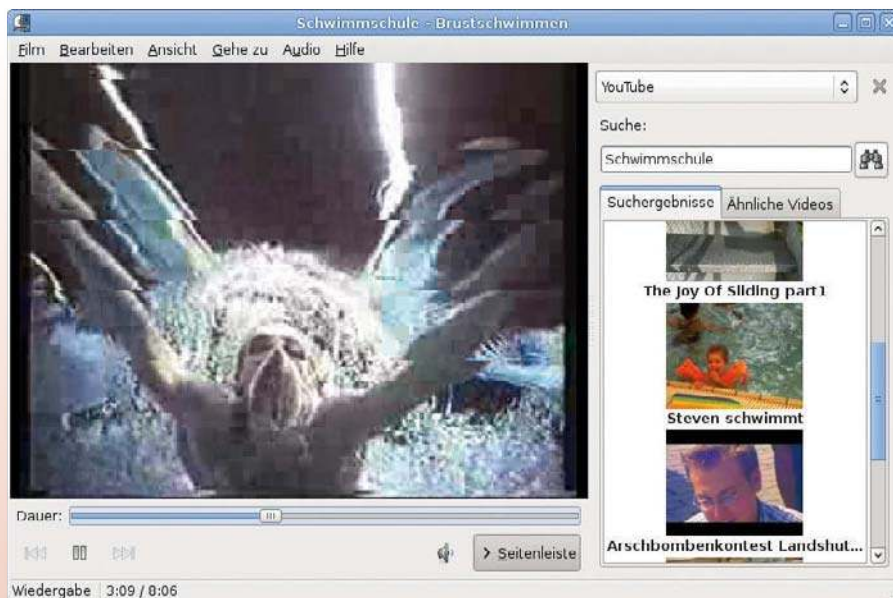 Schwimmschule - Brustschwimmen
Film Bearbeiten Ansicht Gehe zu Audio Hilfe
YouTube
Suche:
Schwimmschule
Suchergebnisse Ähnliche Videos
The Joy Of Sliding part1
Steven schwimmt
Arschbombenkontest Landshut...
Dauer:
> Seitenleiste
Wiedergabe 3:09 / 8:06